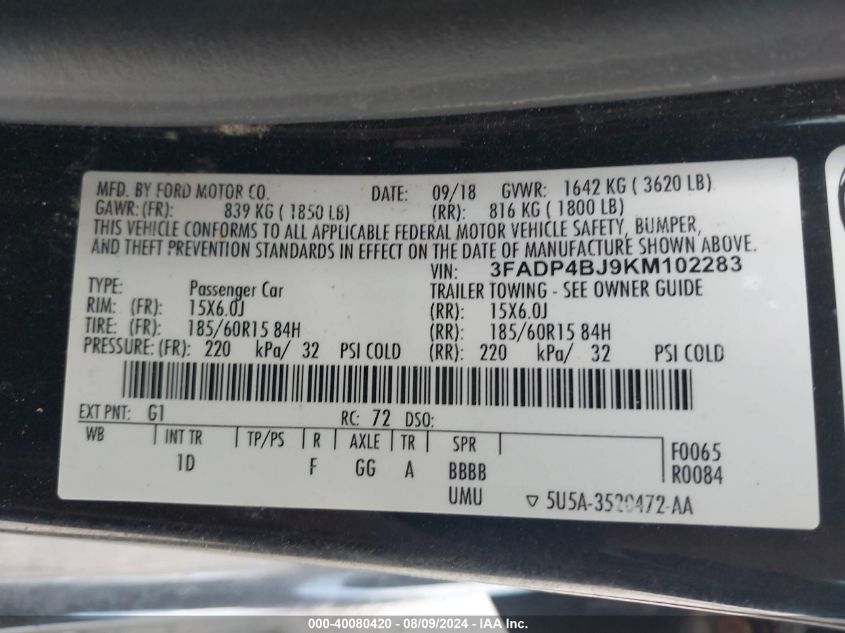 MFD. BY FORD MOTOR CO. DATE: 09/18 GVWR: 1642 KG ( 3620 LB)
GAWR: (FR): 839 KG ( 1850 LB) (RR): 816 KG ( 1800 LB)
THIS VEHICLE CONFORMS TO ALL APPLICABLE FEDERAL MOTOR VEHICLE SAFETY, BUMPER,
AND THEFT PREVENTION STANDARDS IN EFFECT ON THE DATE OF MANUFACTURE SHOWN ABOVE.
VIN: 3FADP4BJ9KM102283
TYPE: Passenger Car TRAILER TOWING - SEE OWNER GUIDE
RIM: (FR): 15X6.0J (RR): 15X6.0J
TIRE: (FR): 185/60R15 84H (RR): 185/60R15 84H
PRESSURE: (FR): 220 kPa/ 32 PSI COLD (RR): 220 kPa/ 32 PSI COLD
EXT PNT: G1 RC: 72 DSO:
WB INT TR TP/PS R AXLE TR SPR F0065
1D F GG A BBBB R0084
UMU ▽ 5U5A-3520472-AA
000-40080420 - 08/09/2024 - IAAI.com